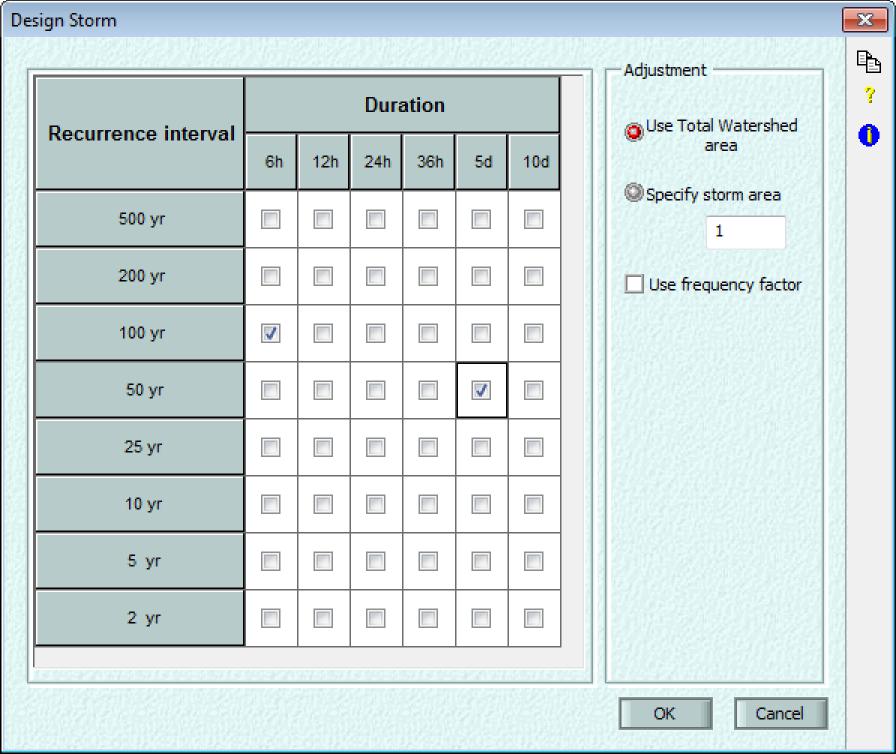 Design Storm
Recurrence interval
Duration
6h 12h 24h 36h 5d 10d
500 yr
200 yr
100 yr
50 yr
25 yr
10 yr
5 yr
2 yr
Adjustment
Use Total Watershed
area
Specify storm area
1
Use frequency factor
OK Cancel